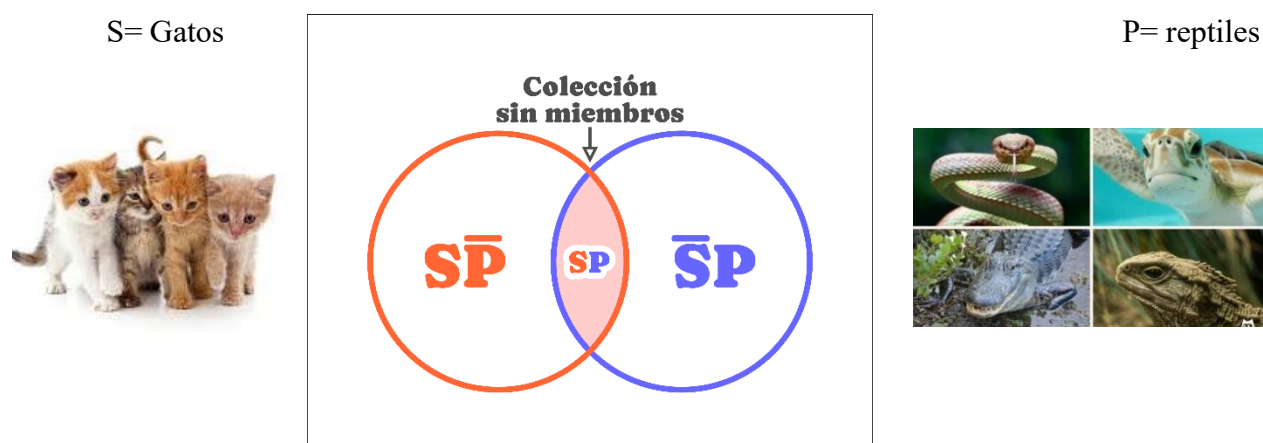 S= Gatos
P= reptiles
Colección
sin miembros
SP̅
SP
S̅P